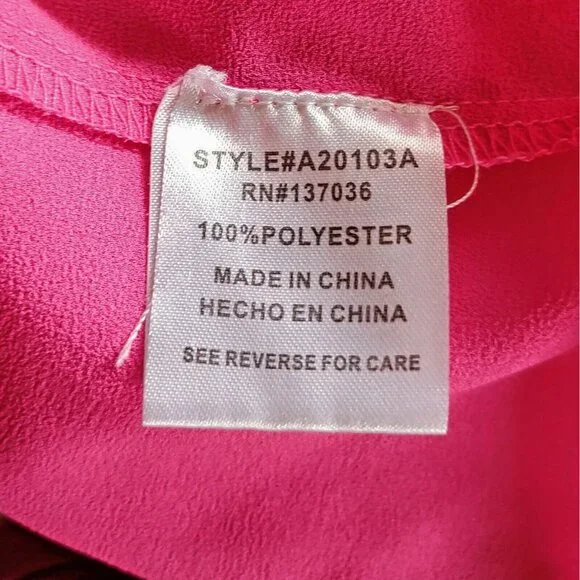 STYLE#A20103A
RN#137036
100%POLYESTER
MADE IN CHINA
HECHO EN CHINA
SEE REVERSE FOR CARE